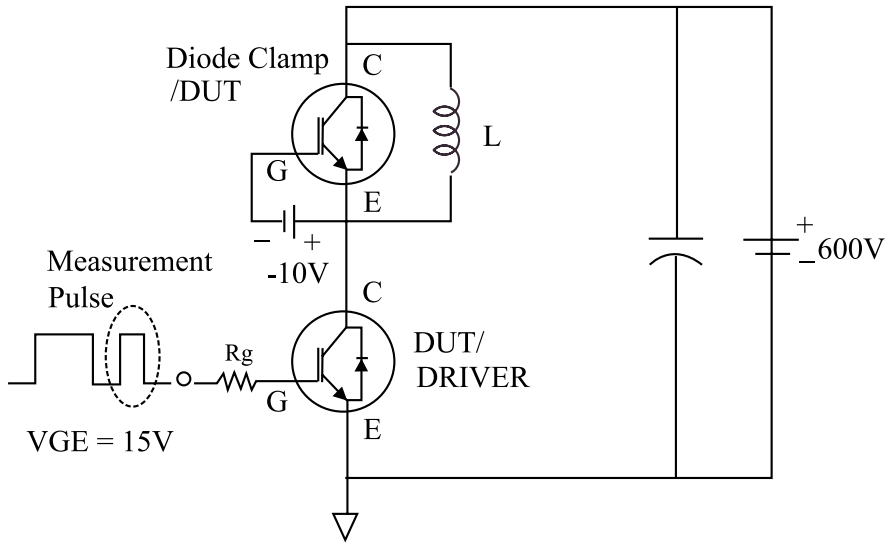 Diode Clamp
/DUT
C
L
G
E
– +
-10V
+
–600V
Measurement
Pulse
C
Rg
DUT/
DRIVER
G
E
VGE = 15V